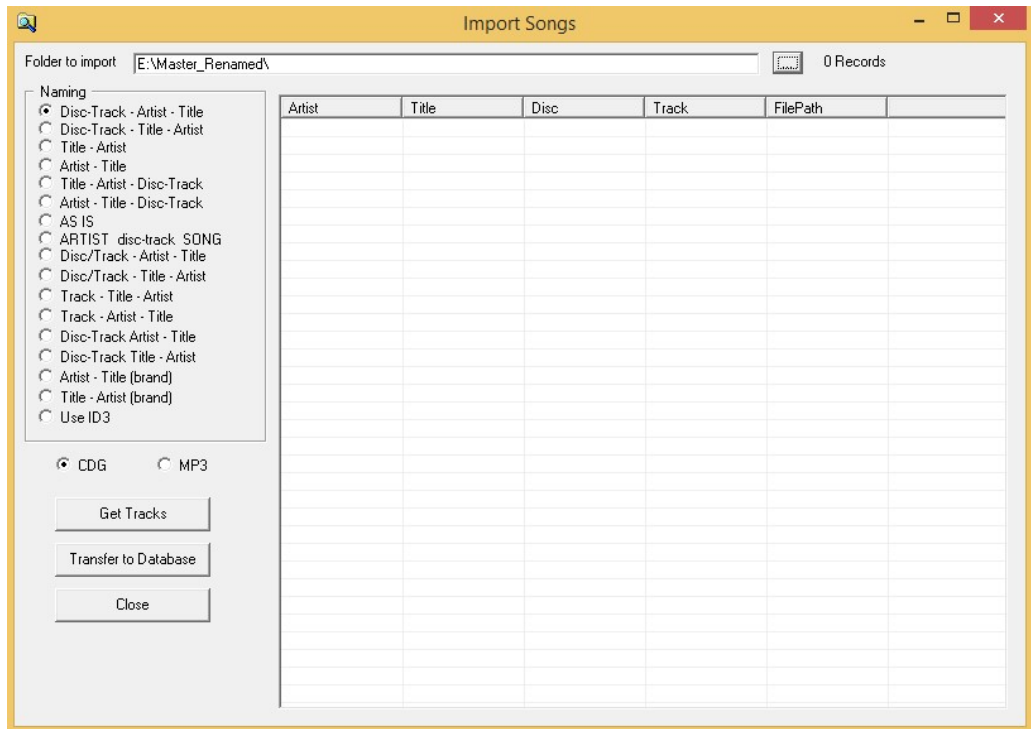 Import Songs
Folder to import E:\Master_Renamed\ ... 0 Records
Naming
Disc-Track - Artist - Title
Disc-Track - Title - Artist
Title - Artist
Artist - Title
Title - Artist - Disc-Track
Artist - Title - Disc-Track
AS IS
ARTIST disc-track SONG
Disc/Track - Artist - Title
Disc/Track - Title - Artist
Track - Title - Artist
Track - Artist - Title
Disc-Track Artist - Title
Disc-Track Title - Artist
Artist - Title (brand)
Title - Artist (brand)
Use ID3
CDG MP3
Get Tracks
Transfer to Database
Close
Artist Title Disc Track FilePath